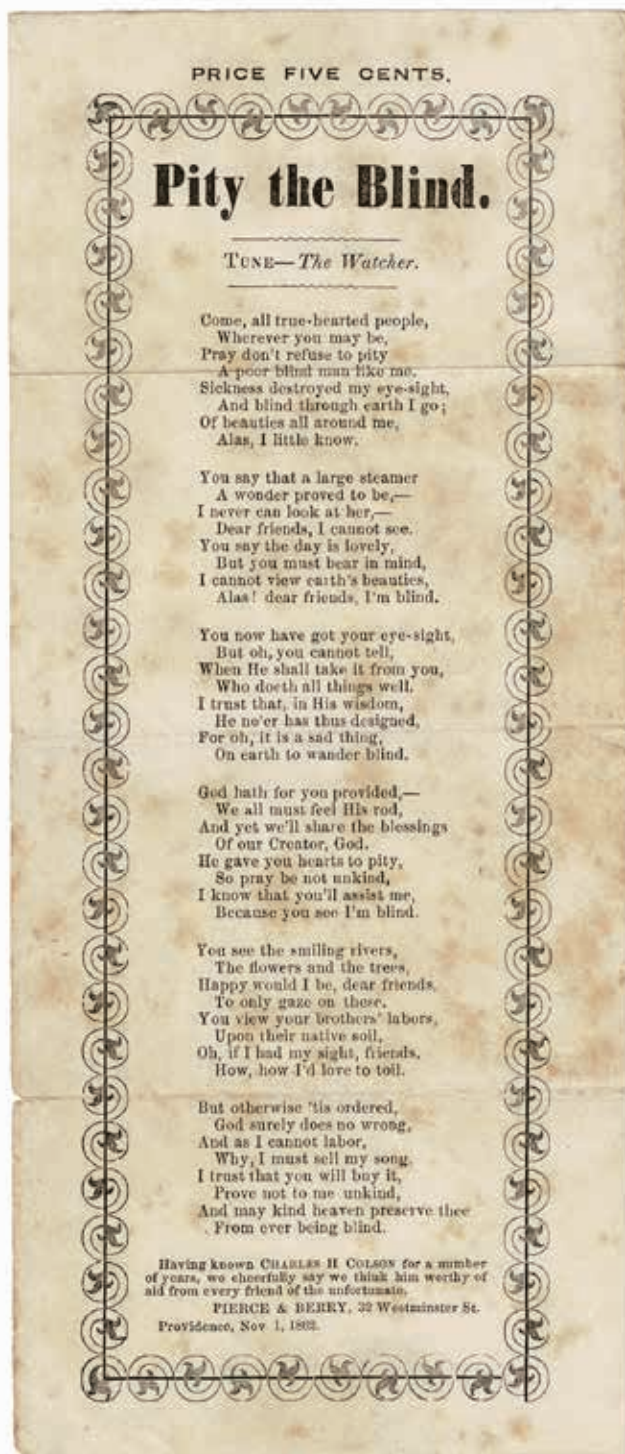 PRICE FIVE CENTS.
Pity the Blind.
TUNE—The Watcher.
Come, all true-hearted people,
Wherever you may be,
Pray don't refuse to pity
A poor blind man like me.
Sickness destroyed my eye-sight,
And blind through earth I go;
Of beauties all around me,
Alas, I little know.
You say that a large steamer
A wonder proved to be,—
I never can look at her,—
Dear friends, I cannot see.
You say the day is lovely,
But you must bear in mind,
I cannot view earth's beauties,
Alas! dear friends, I'm blind.
You now have got your eye-sight,
But oh, you cannot tell,
When He shall take it from you,
Who doeth all things well.
I trust that, in His wisdom,
He ne'er has thus designed,
For oh, it is a sad thing,
On earth to wander blind.
God hath for you provided,—
We all must feel His rod,
And yet we'll share the blessings
Of our Creator, God.
He gave you hearts to pity,
So pray be not unkind,
I know that you'll assist me,
Because you see I'm blind.
You see the smiling rivers,
The flowers and the trees,
Happy would I be, dear friends,
To only gaze on these.
You view your brothers' labors,
Upon their native soil,
Oh, if I had my sight, friends,
How, how I'd love to toil.
But otherwise 'tis ordered,
God surely does no wrong,
And as I cannot labor,
Why, I must sell my song.
I trust that you will buy it,
Prove not to me unkind,
And may kind heaven preserve thee
From ever being blind.
Having known CHARLES H COLSON for a number
of years, we cheerfully say we think him worthy of
aid from every friend of the unfortunate.
PIERCE & BERRY, 32 Westminster St.
Providence, Nov 1, 1862.